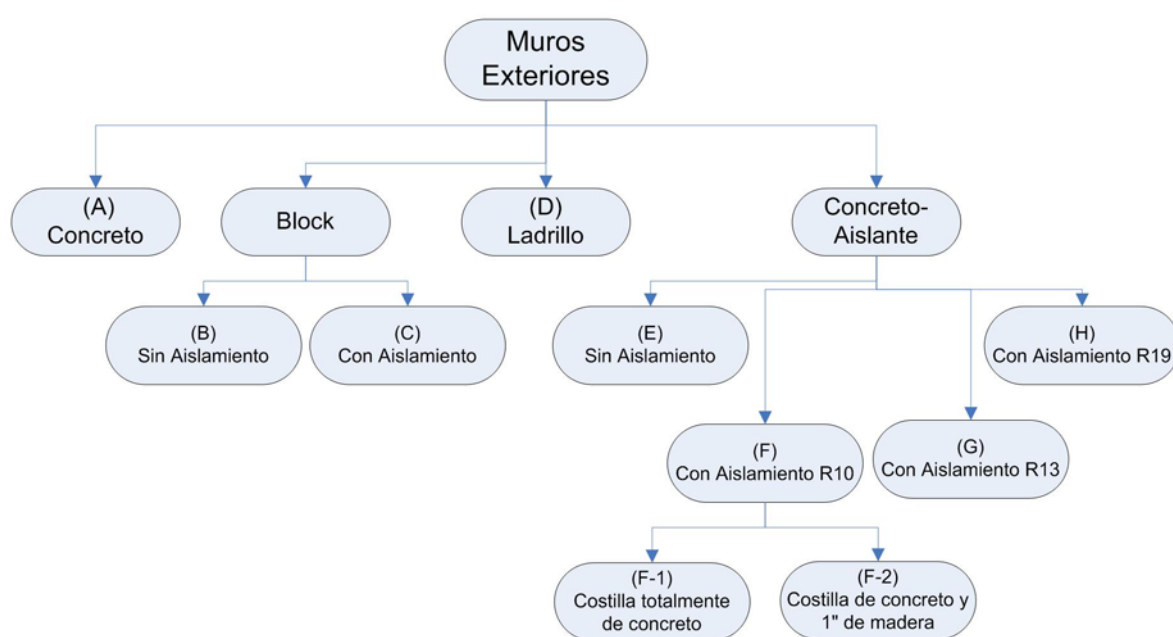 Muros
Exteriores
(A)
Concreto
Block
(D)
Ladrillo
Concreto-
Aislante
(B)
Sin Aislamiento
(C)
Con Aislamiento
(E)
Sin Aislamiento
(H)
Con Aislamiento R19
(F)
Con Aislamiento R10
(G)
Con Aislamiento R13
(F-1)
Costilla totalmente
de concreto
(F-2)
Costilla de concreto y
1" de madera